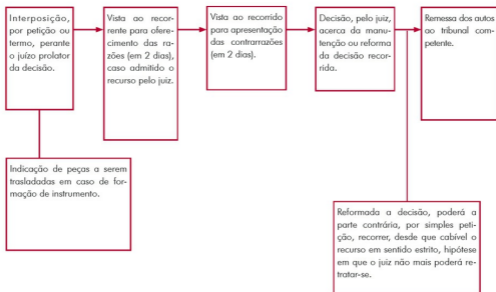 Interposição,
por petição ou
termo, perante
o juízo prolator
da decisão.
Vista ao recor-
rente para ofere-
cimento das ra-
zões (em 2 dias),
caso admitido o
recurso pelo juiz.
Vista ao recorrido
para apresentação
das contrarrazões
(em 2 dias).
Decisão, pelo juiz,
acerca da manu-
tenção ou reforma
da decisão recor-
rida.
Remessa dos autos
ao tribunal com-
petente.
Indicação de peças a serem
trasladadas em caso de for-
mação de instrumento.
Reformada a decisão, poderá a
parte contrária, por simples peti-
ção, recorrer, desde que cabível o
recurso em sentido estrito, hipótese
em que o juiz não mais poderá re-
tratar-se.